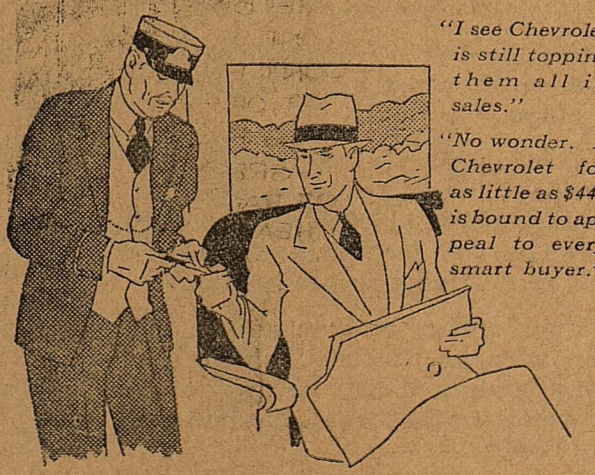 "I see Chevrole
is still toppin
them all i
sales."
"No wonder.
Chevrolet fo
as little as $44
is bound to ap
peal to ever
smart buyer."